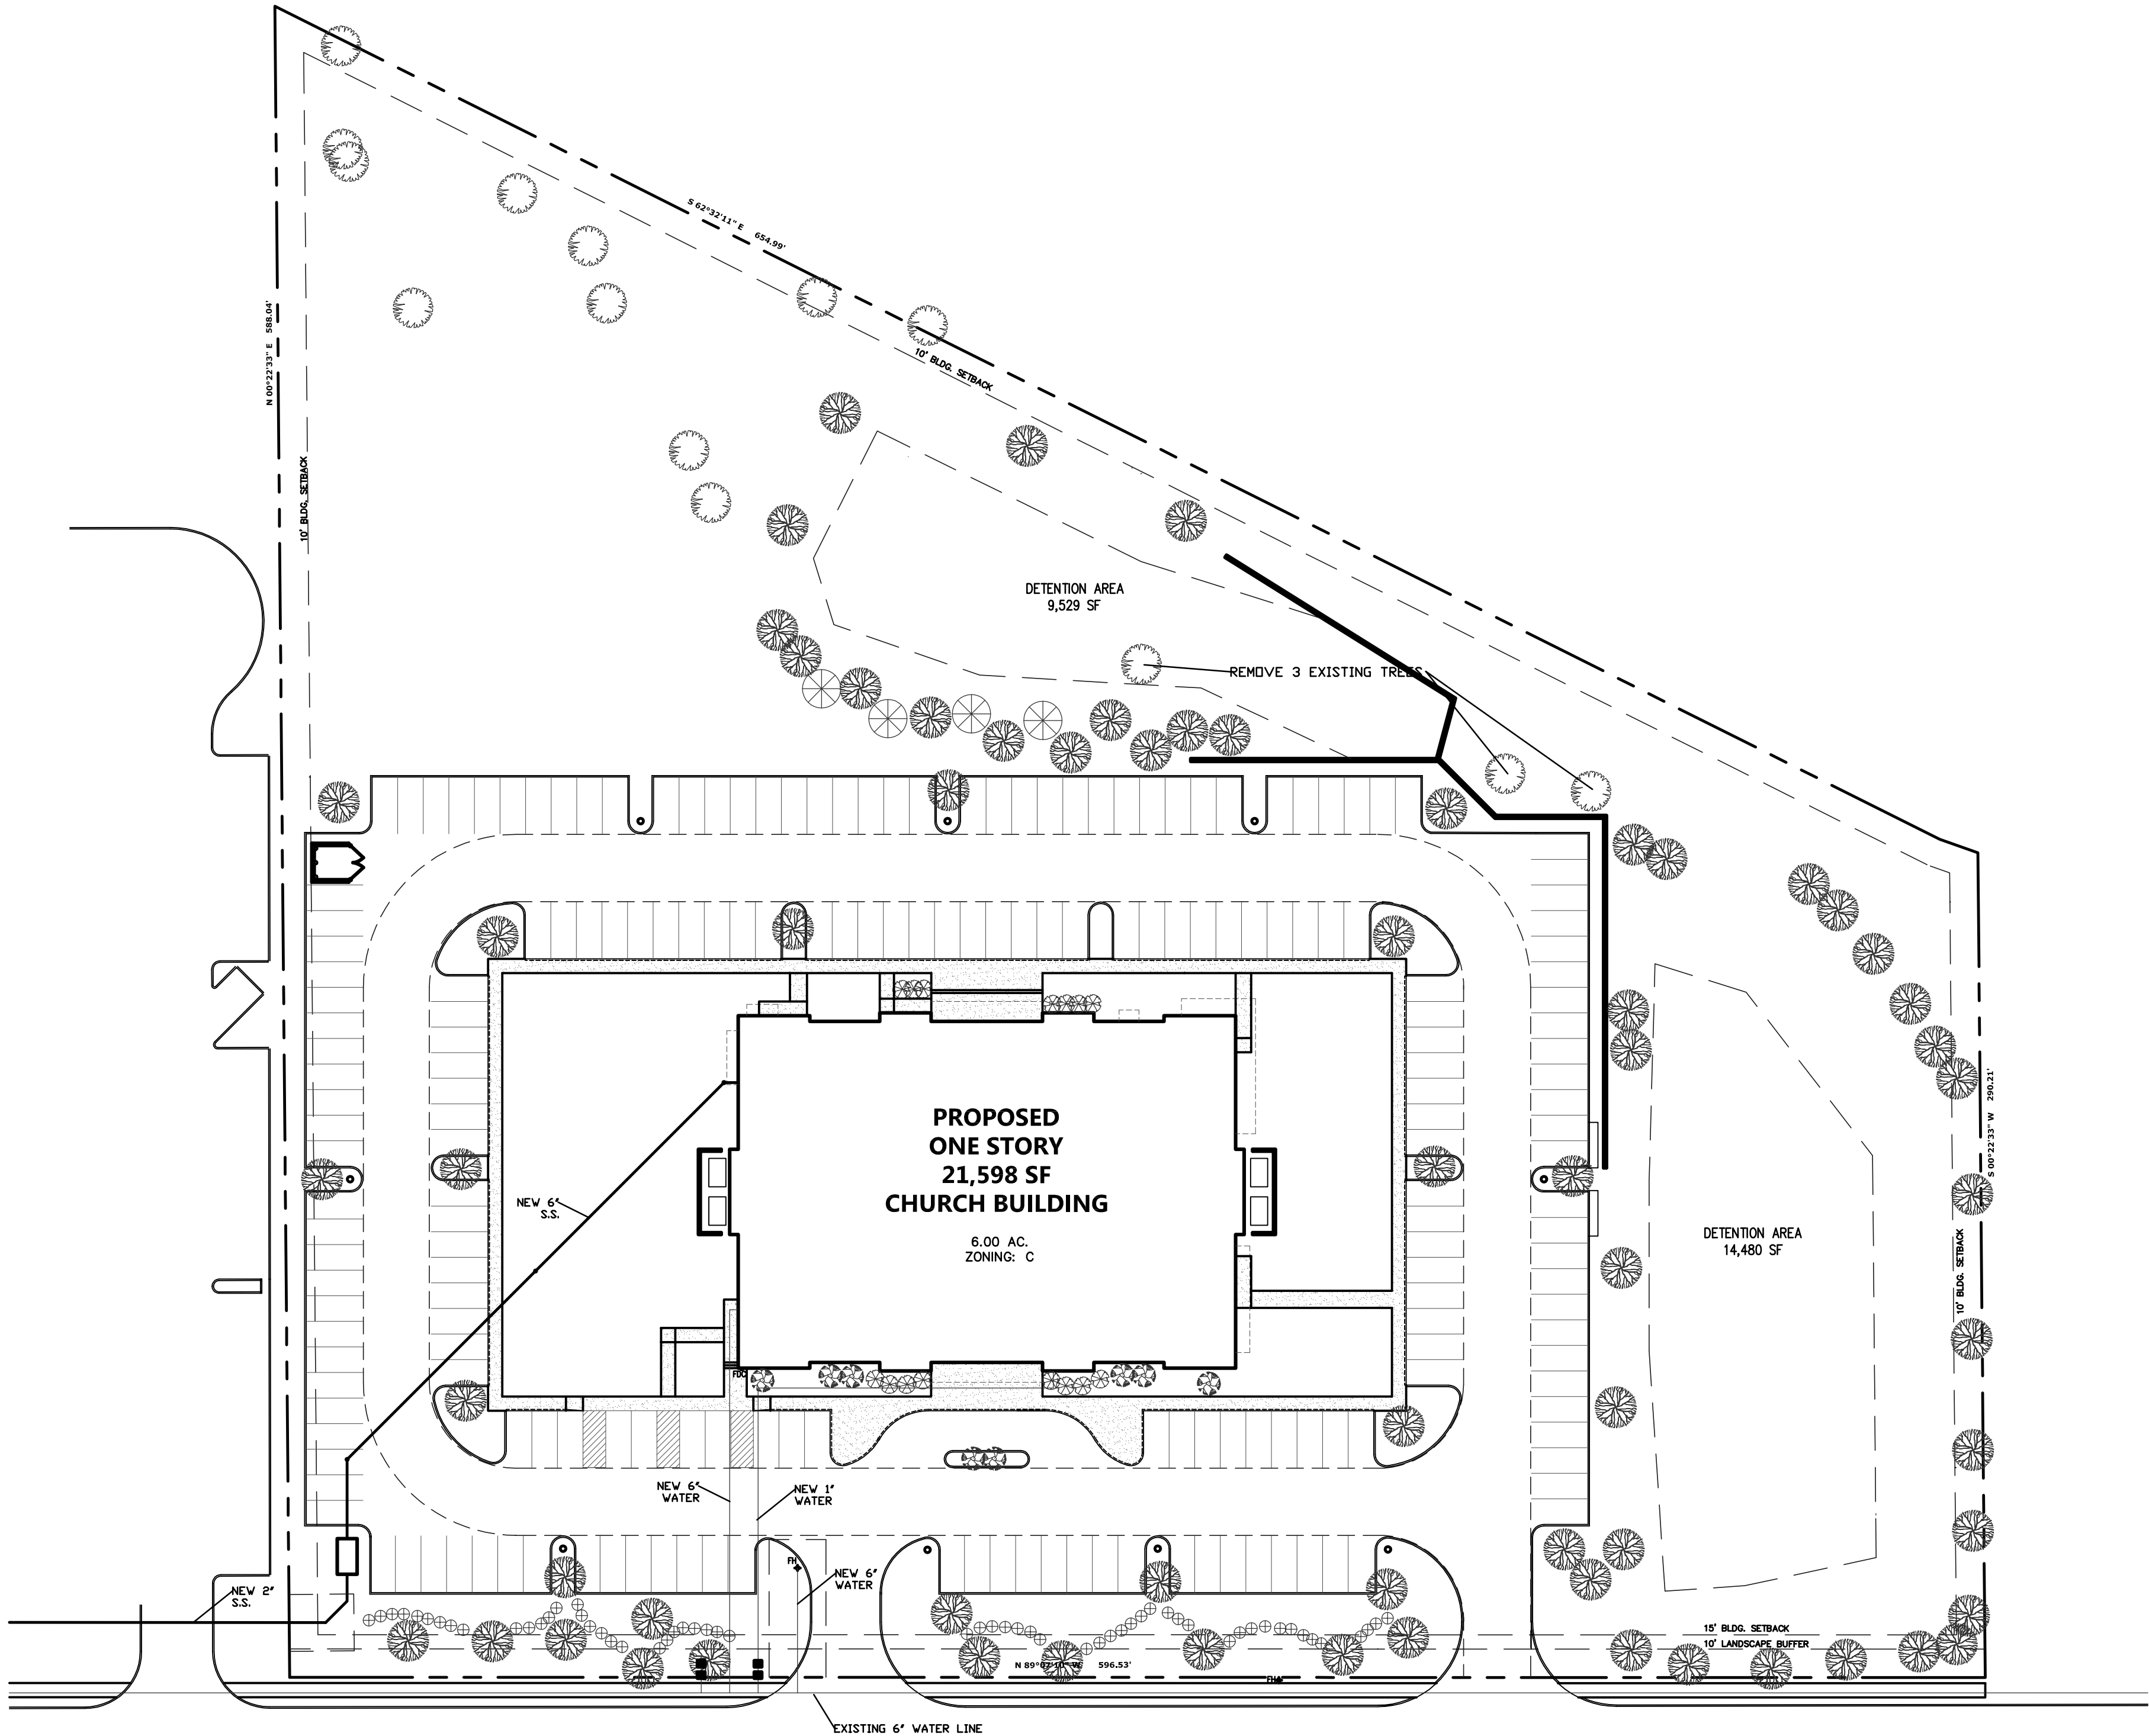 S 62°32'11" E 654.99'
N 00°22'33" E 588.04'
10' BLDG. SETBACK
10' BLDG. SETBACK
DETENTION AREA
9,529 SF
REMOVE 3 EXISTING TREES
PROPOSED
ONE STORY
21,598 SF
CHURCH BUILDING
6.00 AC.
ZONING: C
NEW 6"
S.S.
S 00°22'33" W 290.21'
DETENTION AREA
14,480 SF
10' BLDG. SETBACK
FDC
NEW 6"
WATER
NEW 1"
WATER
FH
NEW 6"
WATER
NEW 2"
S.S.
15' BLDG. SETBACK
10' LANDSCAPE BUFFER
N 89° W 596.53'
FH
EXISTING 6" WATER LINE